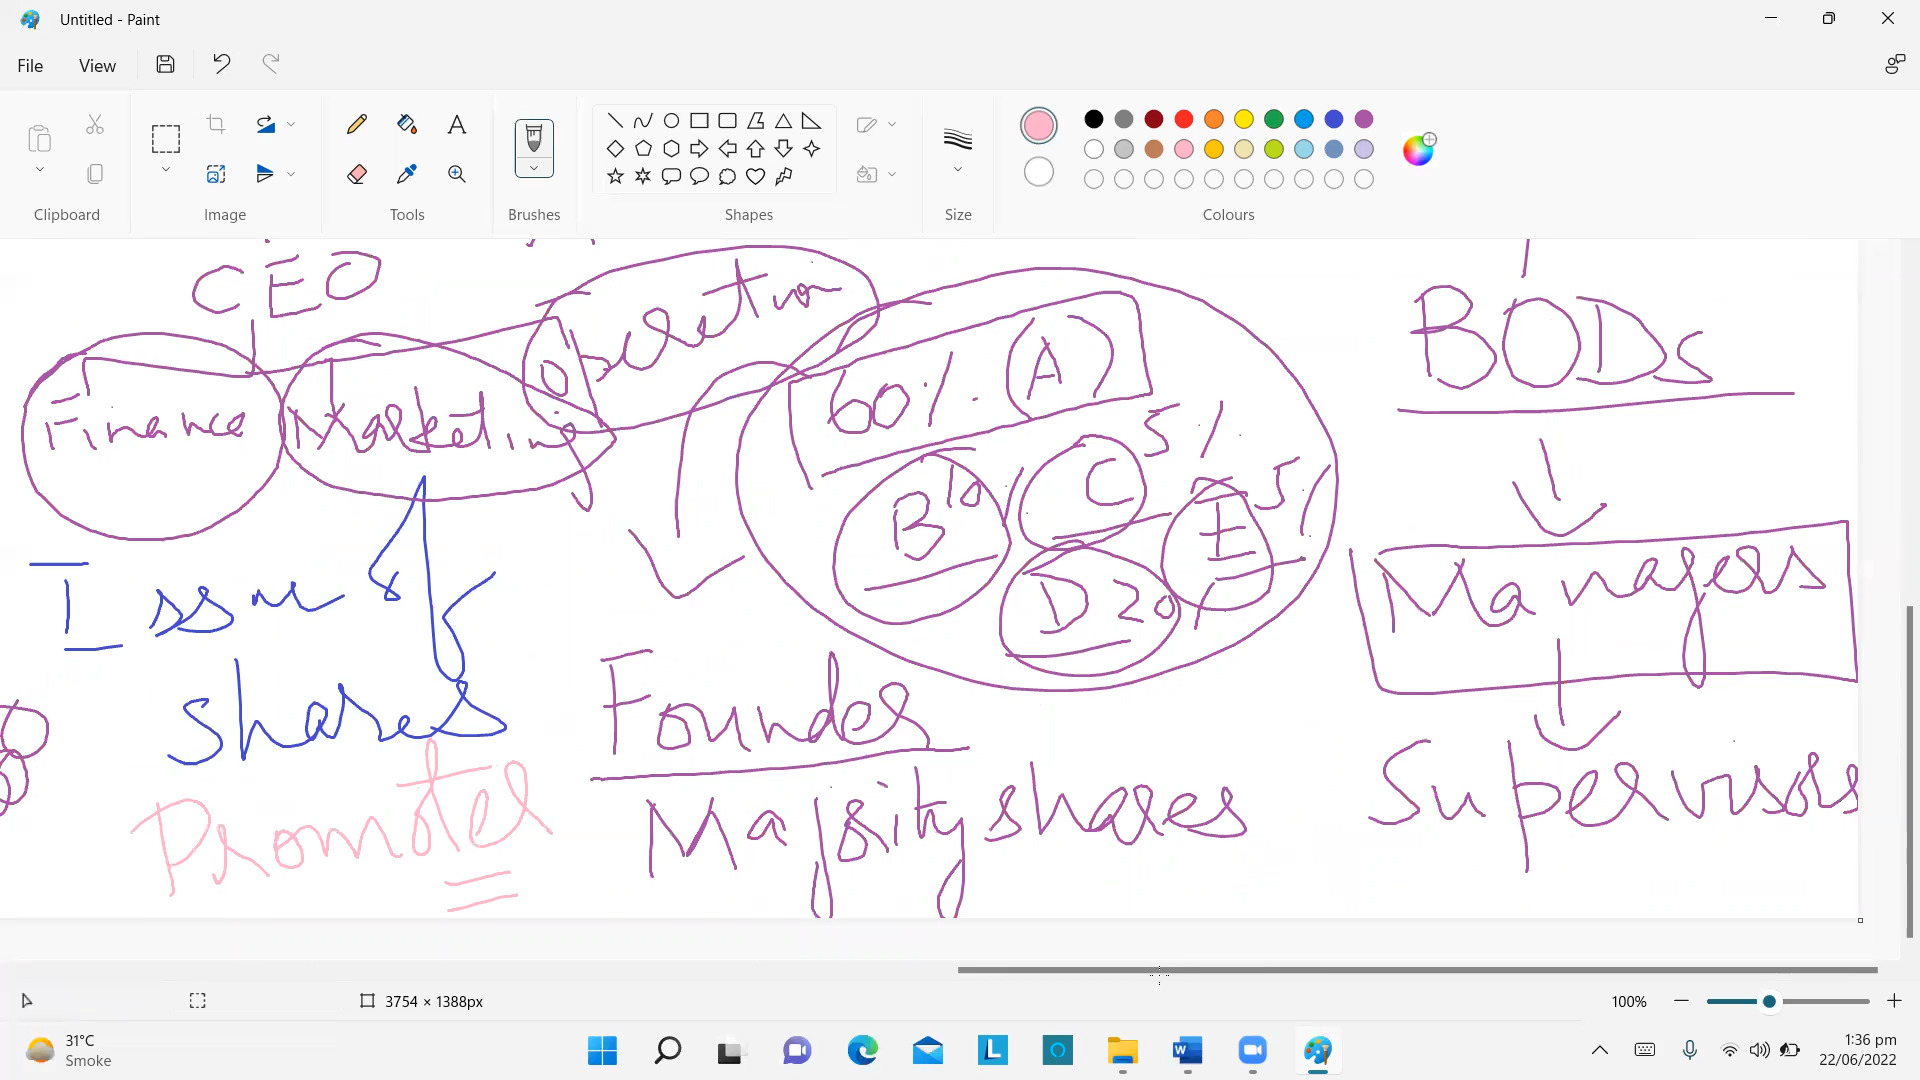 Untitled - Paint
File
View
Clipboard
Image
Tools
Brushes
Shapes
Size
Colours
CEO
Finance
Marketing
Operation
60%. (A)
B 10%
C 5%
D 20%
E 5%
BODs
Managers
Supervisors
Issue of
shares
Promoter
Founder
Majority shares
3754 × 1388px
100%
31°C
Smoke
1:36 pm
22/06/2022